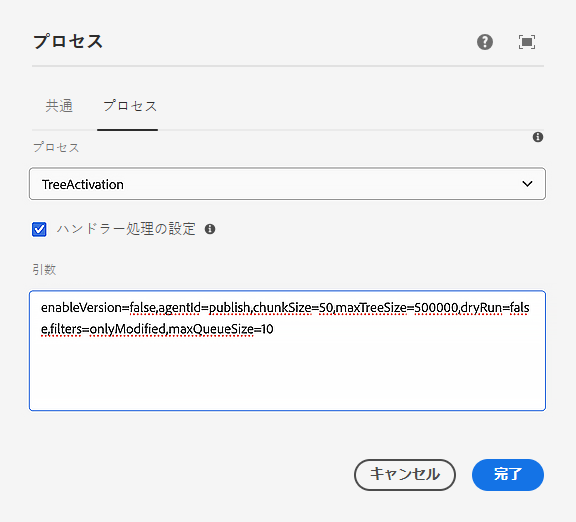 プロセス
共通 プロセス
プロセス
TreeActivation
ハンドラー処理の設定
引数
enableVersion=false,agentId=publish,chunkSize=50,maxTreeSize=500000,dryRun=fals
e,filters=onlyModified,maxQueueSize=10
キャンセル 完了